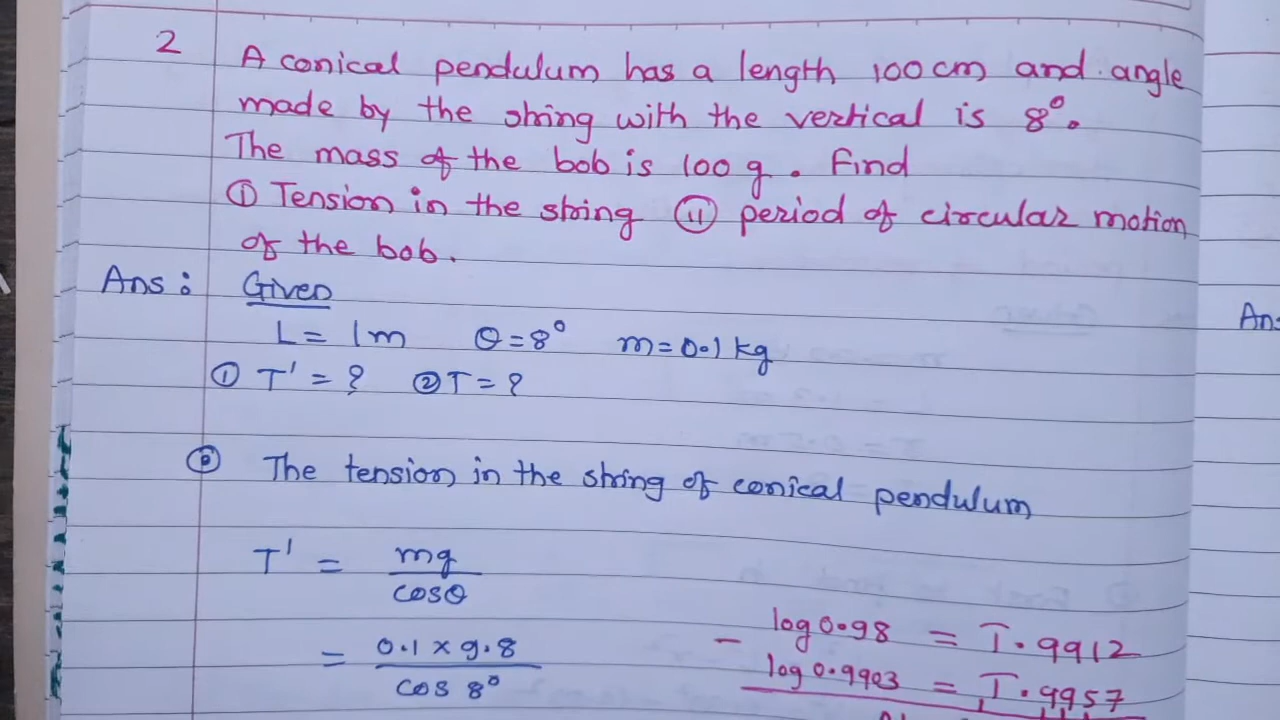 2
A conical pendulum has a length 100 cm and angle
made by the string with the vertical is 8°.
The mass of the bob is 100 g. Find
① Tension in the string Ⓘ period of circular motion
of the bob.
Ans: Given
L = 1m θ = 8° m = 0.1 kg
① T' = ? ② T = ?
The tension in the string of conical pendulum
T' = mg / cosθ
= 0.1 × 9.8 / cos 8°
- log 0.98 = 1̄.9912
log 0.9903 = 1̄.9957
An